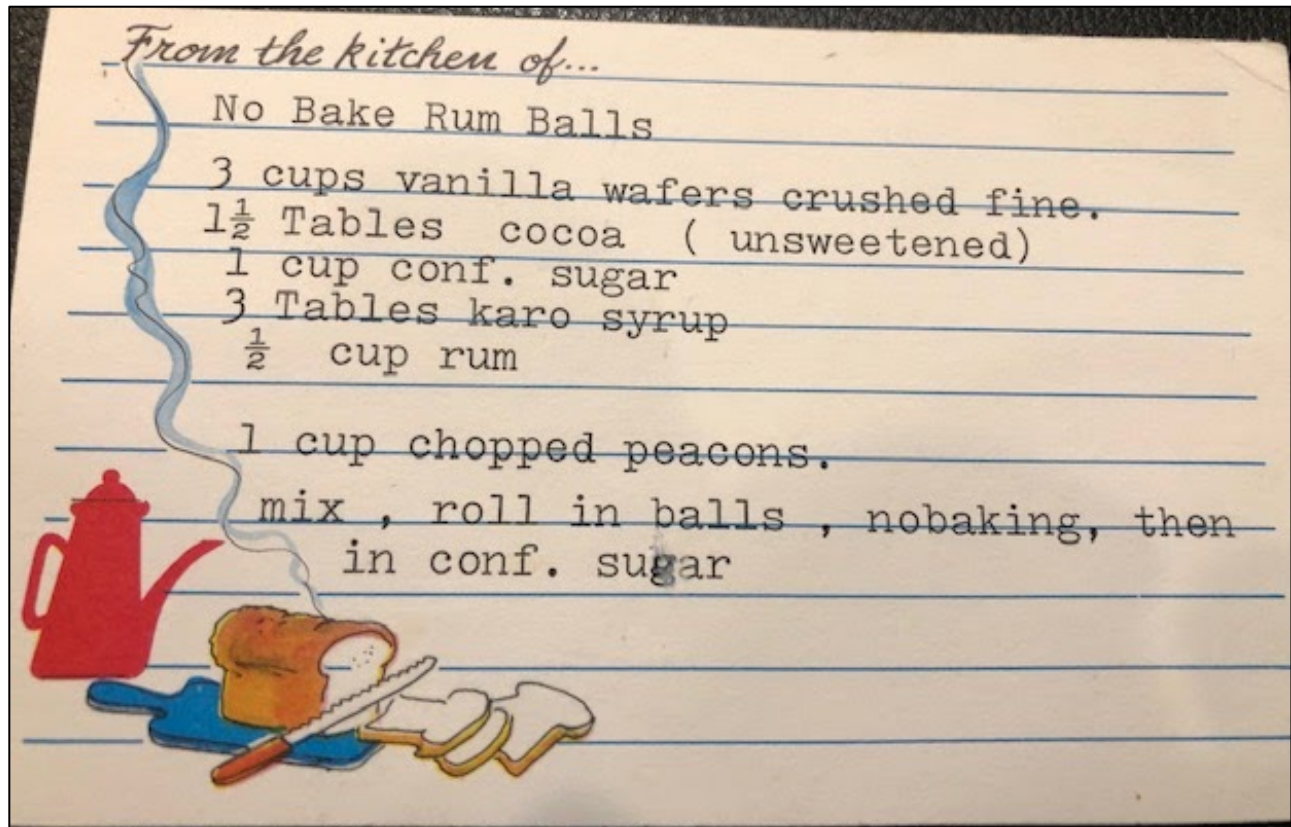 From the kitchen of...
No Bake Rum Balls
3 cups vanilla wafers crushed fine.
1½ Tables cocoa ( unsweetened)
1 cup conf. sugar
3 Tables karo syrup
½ cup rum
1 cup chopped peacons.
mix , roll in balls , nobaking, then
in conf. sugar